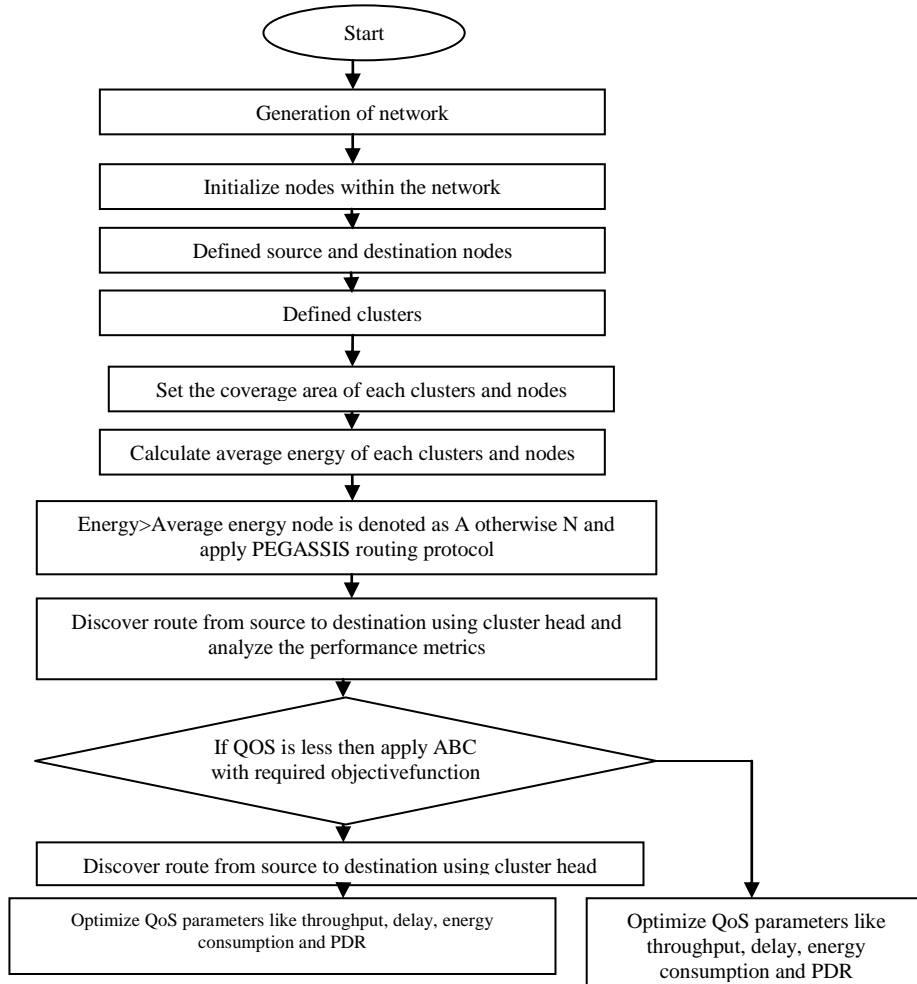 Start
Generation of network
Initialize nodes within the network
Defined source and destination nodes
Defined clusters
Set the coverage area of each clusters and nodes
Calculate average energy of each clusters and nodes
Energy>Average energy node is denoted as A otherwise N and
apply PEGASSIS routing protocol
Discover route from source to destination using cluster head and
analyze the performance metrics
If QOS is less then apply ABC
with required objectivefunction
Discover route from source to destination using cluster head
Optimize QoS parameters like throughput, delay, energy
consumption and PDR
Optimize QoS parameters like
throughput, delay, energy
consumption and PDR